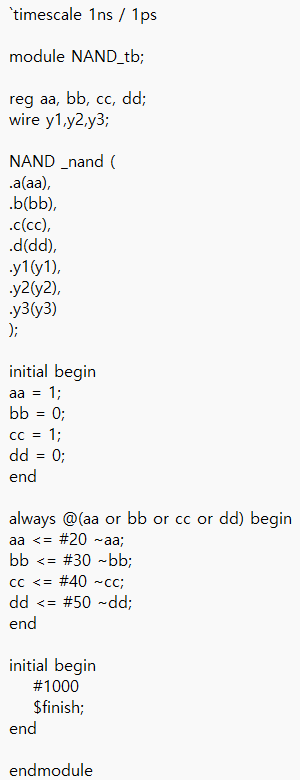 `timescale 1ns / 1ps
module NAND_tb;
reg aa, bb, cc, dd;
wire y1,y2,y3;
NAND _nand (
.a(aa),
.b(bb),
.c(cc),
.d(dd),
.y1(y1),
.y2(y2),
.y3(y3)
);
initial begin
aa = 1;
bb = 0;
cc = 1;
dd = 0;
end
always @(aa or bb or cc or dd) begin
aa <= #20 ~aa;
bb <= #30 ~bb;
cc <= #40 ~cc;
dd <= #50 ~dd;
end
initial begin
#1000
$finish;
end
endmodule